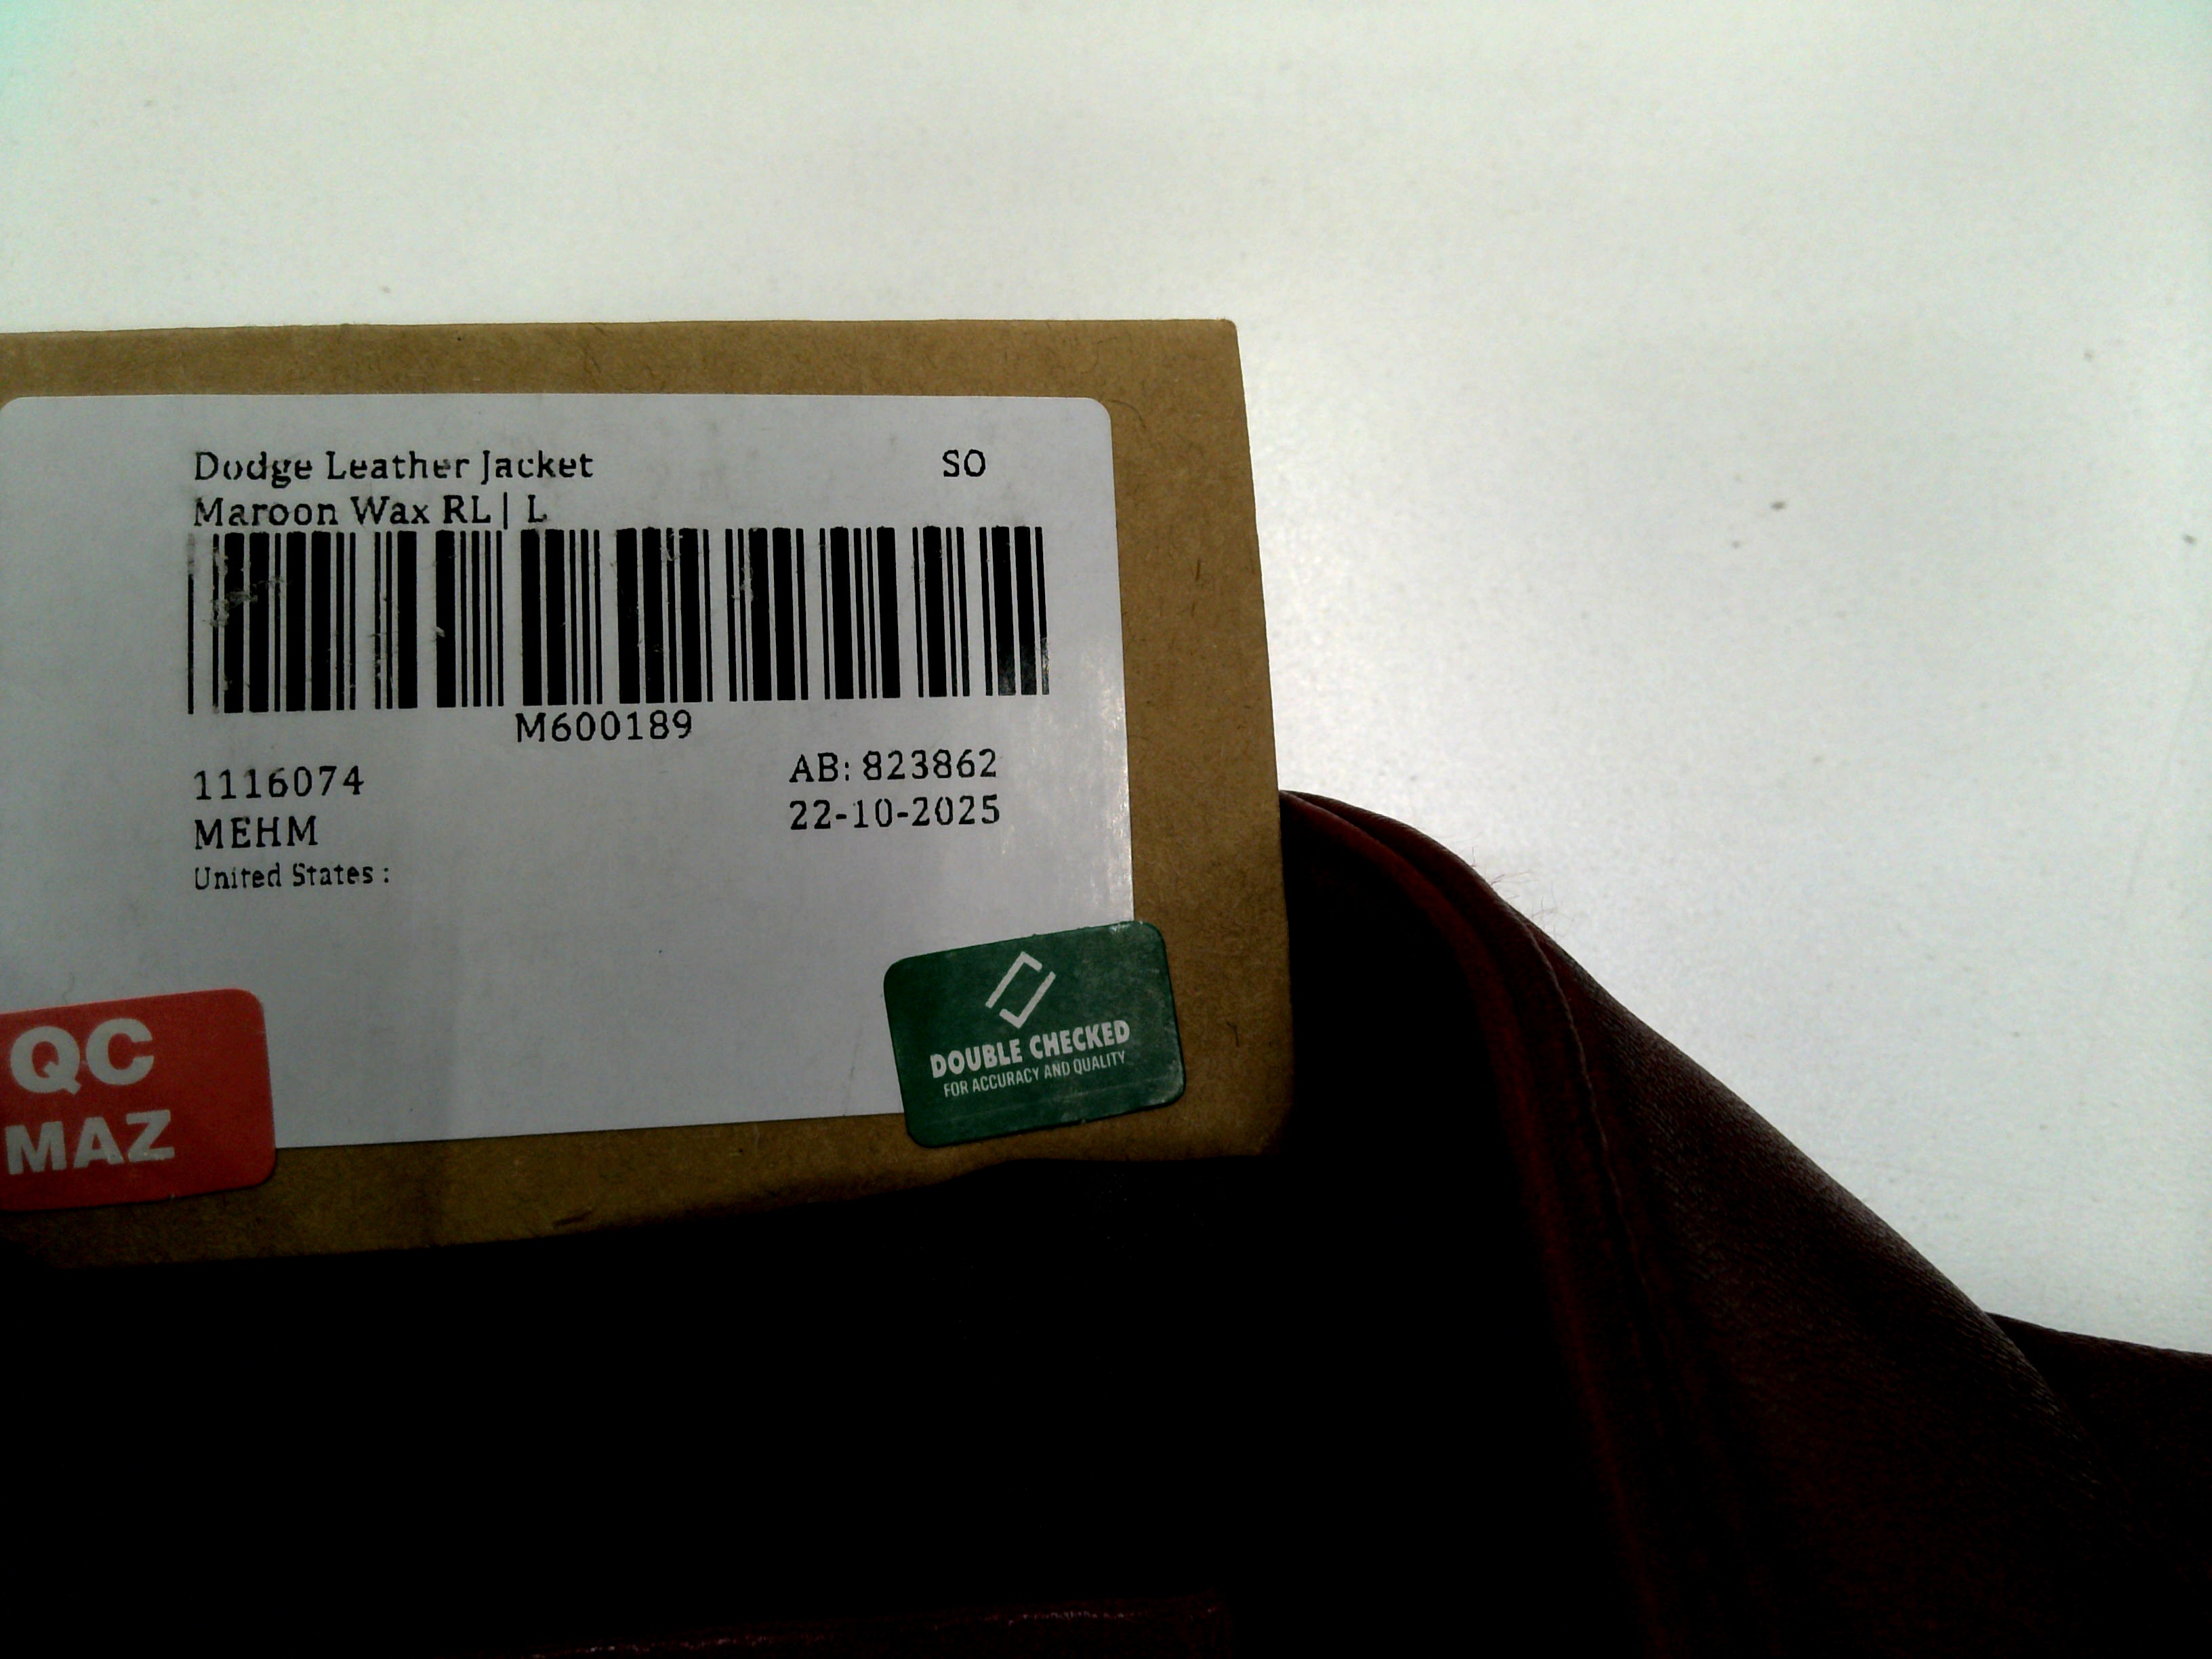 Dodge Leather Jacket SO
Maroon Wax RL | L
M600189
1116074 AB: 823862
MEHM 22-10-2025
United States :
QC
MAZ
DOUBLE CHECKED
FOR ACCURACY AND QUALITY